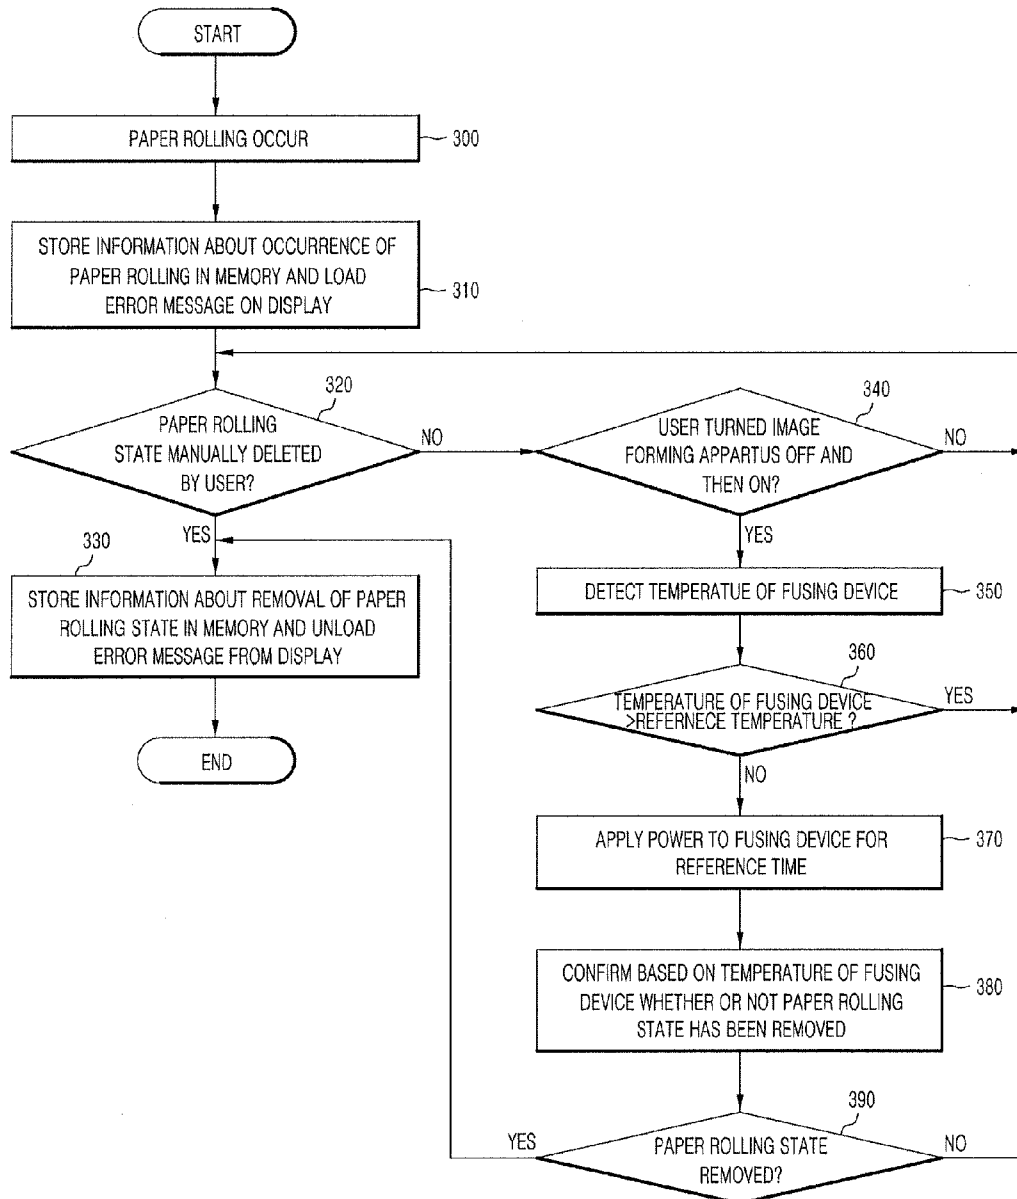 START
PAPER ROLLING OCCUR
300
STORE INFORMATION ABOUT OCCURRENCE OF
PAPER ROLLING IN MEMORY AND LOAD
ERROR MESSAGE ON DISPLAY
310
320
PAPER ROLLING
STATE MANUALLY DELETED
BY USER?
NO
YES
340
USER TURNED IMAGE
FORMING APPARTUS OFF AND
THEN ON?
NO
YES
330
STORE INFORMATION ABOUT REMOVAL OF PAPER
ROLLING STATE IN MEMORY AND UNLOAD
ERROR MESSAGE FROM DISPLAY
END
DETECT TEMPERATUE OF FUSING DEVICE
350
360
TEMPERATURE OF FUSING DEVICE
>REFERNECE TEMPERATURE ?
YES
NO
APPLY POWER TO FUSING DEVICE FOR
REFERENCE TIME
370
CONFIRM BASED ON TEMPERATURE OF FUSING
DEVICE WHETHER OR NOT PAPER ROLLING
STATE HAS BEEN REMOVED
380
390
YES
PAPER ROLLING STATE
REMOVED?
NO